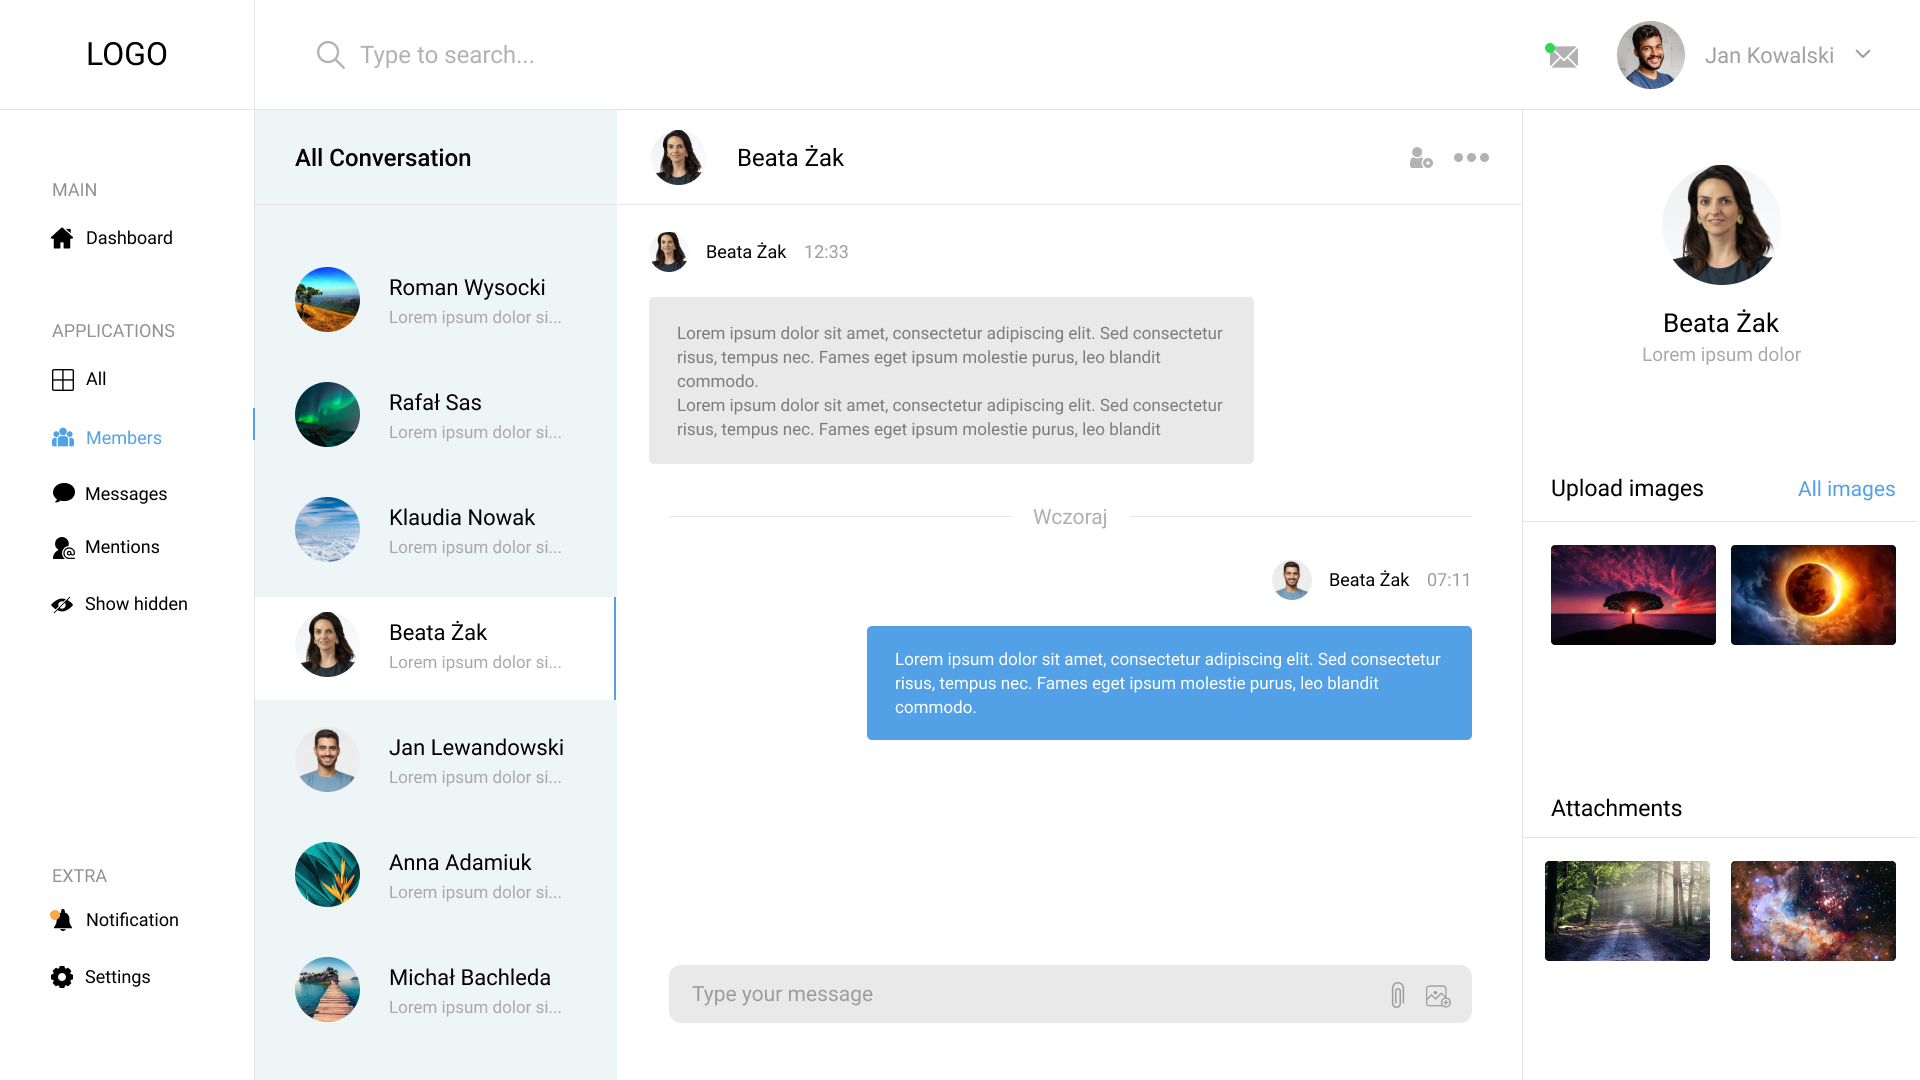 LOGO
Type to search...
Jan Kowalski
MAIN
Dashboard
APPLICATIONS
All
Members
Messages
Mentions
Show hidden
EXTRA
Notification
Settings
All Conversation
Roman Wysocki
Lorem ipsum dolor si...
Rafał Sas
Lorem ipsum dolor si...
Klaudia Nowak
Lorem ipsum dolor si...
Beata Żak
Lorem ipsum dolor si...
Jan Lewandowski
Lorem ipsum dolor si...
Anna Adamiuk
Lorem ipsum dolor si...
Michał Bachleda
Lorem ipsum dolor si...
Beata Żak
Beata Żak 12:33
Lorem ipsum dolor sit amet, consectetur adipiscing elit. Sed consectetur
risus, tempus nec. Fames eget ipsum molestie purus, leo blandit
commodo.
Lorem ipsum dolor sit amet, consectetur adipiscing elit. Sed consectetur
risus, tempus nec. Fames eget ipsum molestie purus, leo blandit
Wczoraj
Beata Żak 07:11
Lorem ipsum dolor sit amet, consectetur adipiscing elit. Sed consectetur
risus, tempus nec. Fames eget ipsum molestie purus, leo blandit
commodo.
Type your message
Beata Żak
Lorem ipsum dolor
Upload images
All images
Attachments